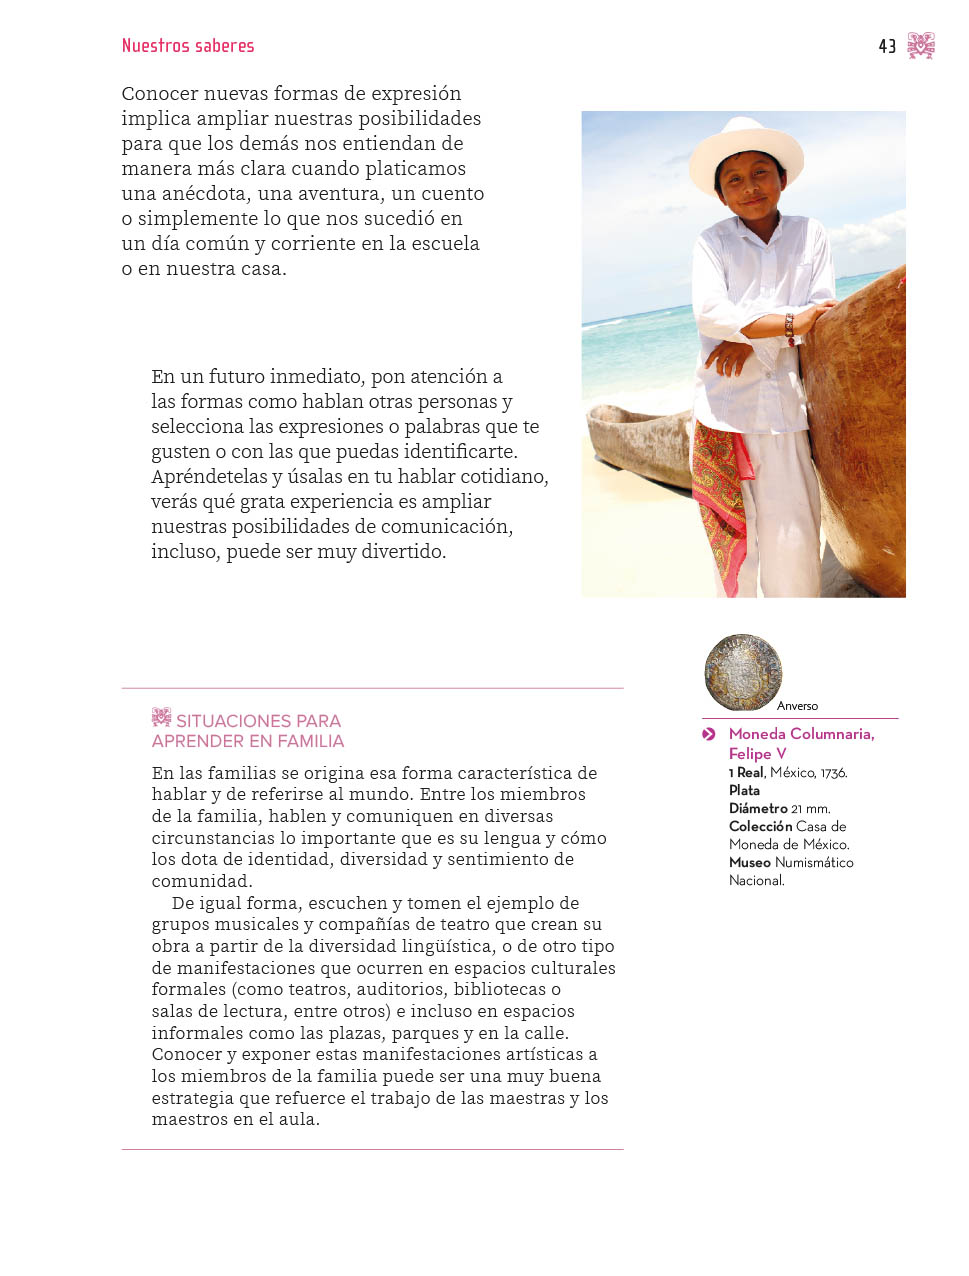 Nuestros saberes
43
Conocer nuevas formas de expresión
implica ampliar nuestras posibilidades
para que los demás nos entiendan de
manera más clara cuando platicamos
una anécdota, una aventura, un cuento
o simplemente lo que nos sucedió en
un día común y corriente en la escuela
o en nuestra casa.
En un futuro inmediato, pon atención a
las formas como hablan otras personas y
selecciona las expresiones o palabras que te
gusten o con las que puedas identificarte.
Apréndetelas y úsalas en tu hablar cotidiano,
verás qué grata experiencia es ampliar
nuestras posibilidades de comunicación,
incluso, puede ser muy divertido.
SITUACIONES PARA
APRENDER EN FAMILIA
En las familias se origina esa forma característica de
hablar y de referirse al mundo. Entre los miembros
de la familia, hablen y comuniquen en diversas
circunstancias lo importante que es su lengua y cómo
los dota de identidad, diversidad y sentimiento de
comunidad.
De igual forma, escuchen y tomen el ejemplo de
grupos musicales y compañías de teatro que crean su
obra a partir de la diversidad lingüística, o de otro tipo
de manifestaciones que ocurren en espacios culturales
formales (como teatros, auditorios, bibliotecas o
salas de lectura, entre otros) e incluso en espacios
informales como las plazas, parques y en la calle.
Conocer y exponer estas manifestaciones artísticas a
los miembros de la familia puede ser una muy buena
estrategia que refuerce el trabajo de las maestras y los
maestros en el aula.
Anverso
Moneda Columnaria,
Felipe V
1 Real, México, 1736.
Plata
Diámetro 21 mm.
Colección Casa de
Moneda de México.
Museo Numismático
Nacional.